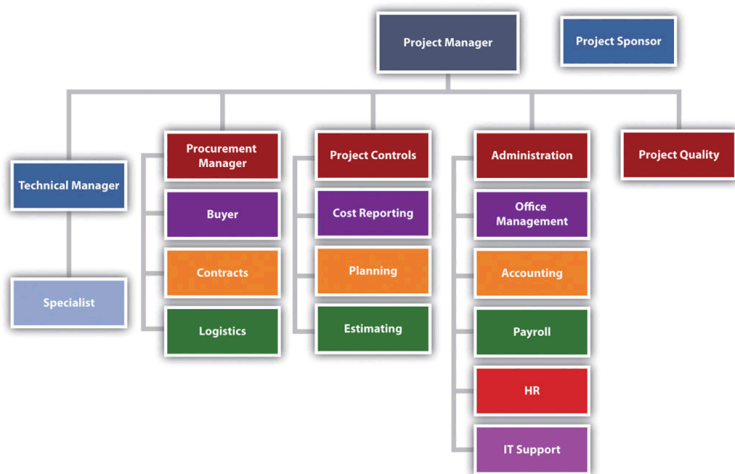 Project Manager
Project Sponsor
Technical Manager
Specialist
Procurement
Manager
Buyer
Contracts
Logistics
Project Controls
Cost Reporting
Planning
Estimating
Administration
Office
Management
Accounting
Payroll
HR
IT Support
Project Quality